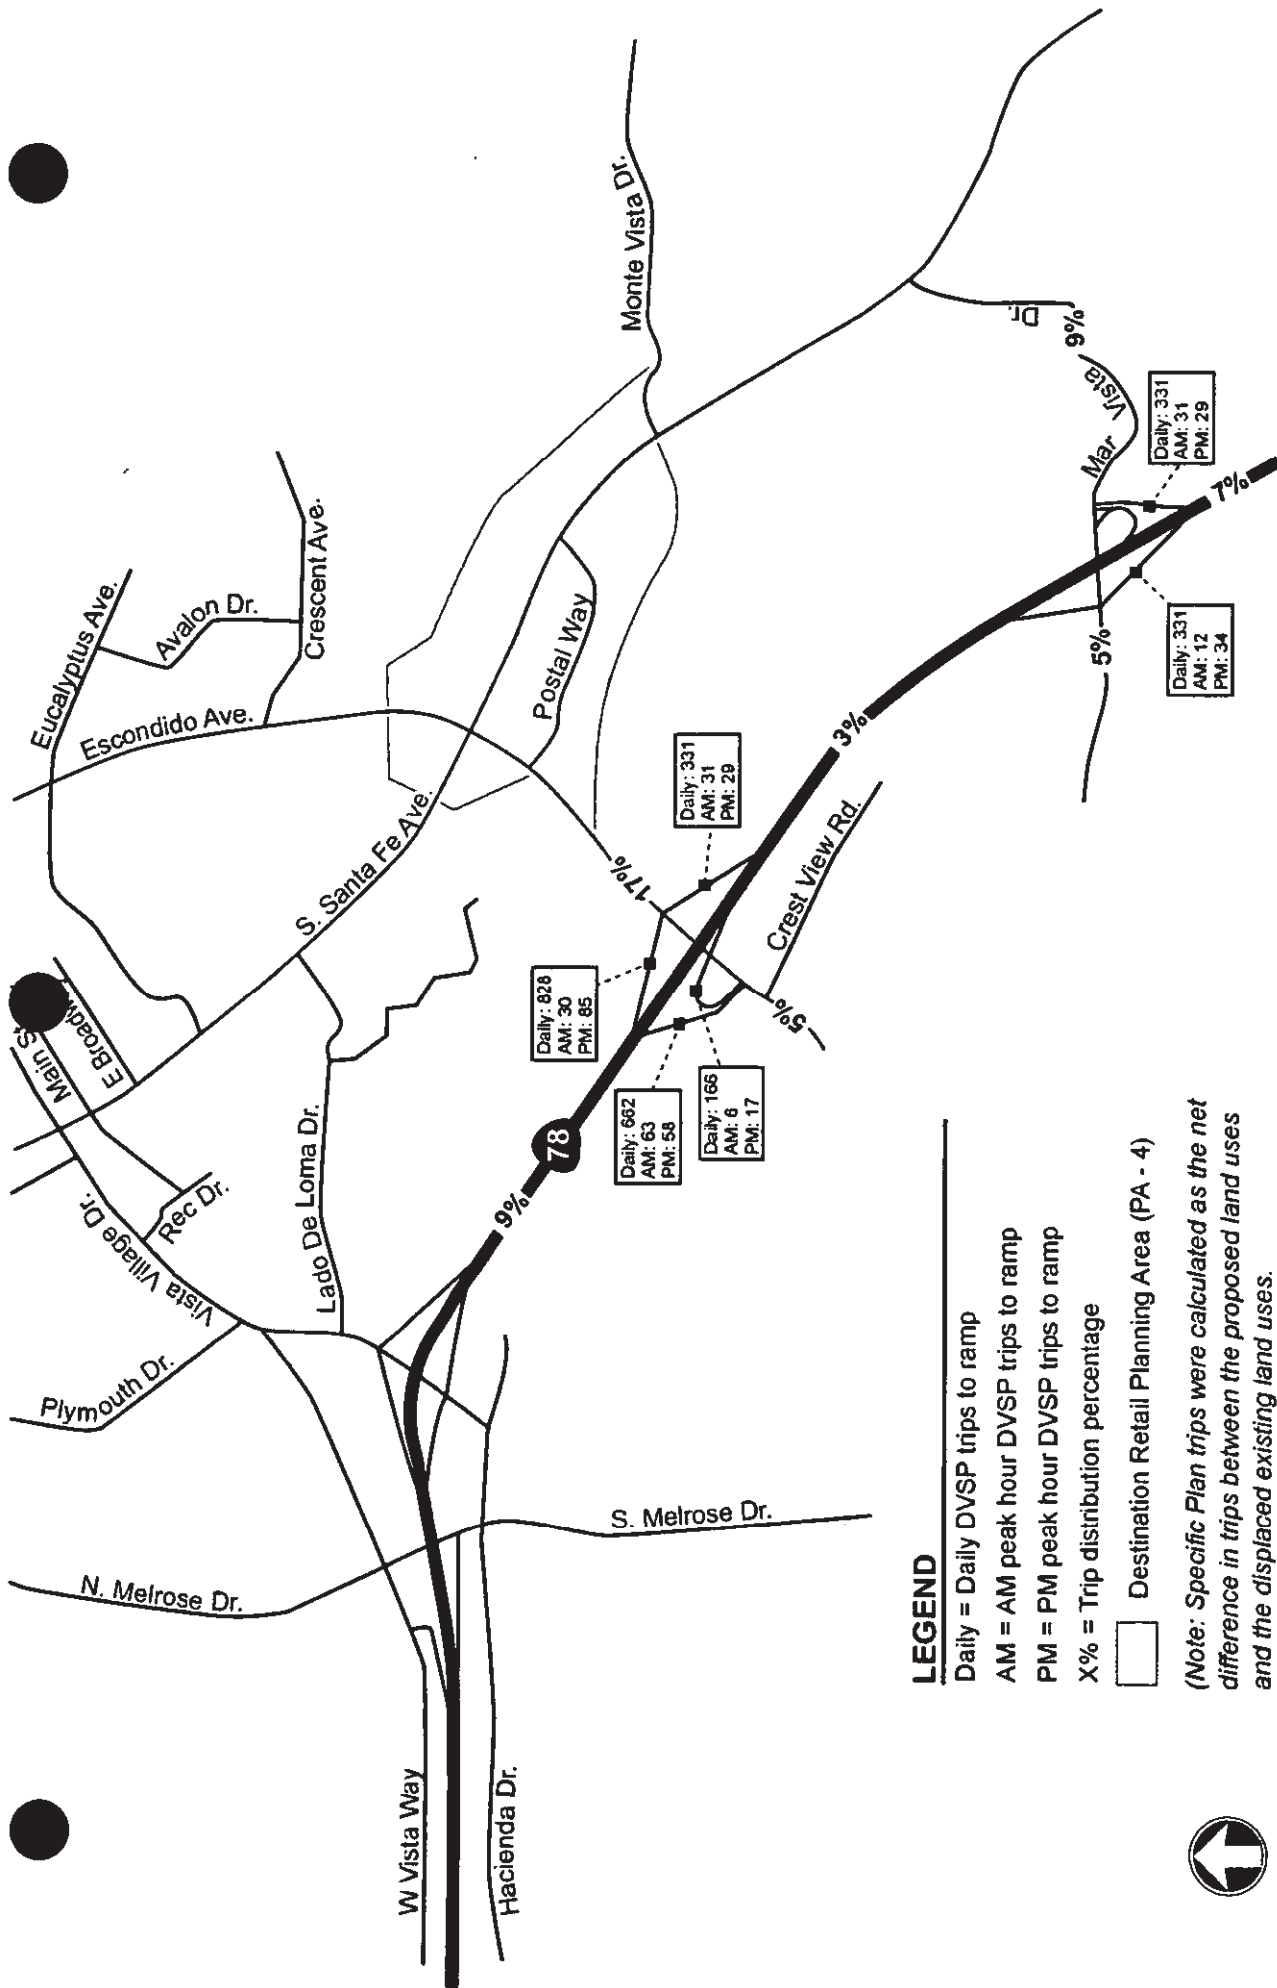 Eucalyptus Ave.
Avalon Dr.
Crescent Ave.
Escondido Ave.
Monte Vista Dr.
Main S
E Broadw
S. Santa Fe Ave.
Postal Way
Vista Village Dr.
Rec Dr.
Plymouth Dr.
Lado De Loma Dr.
N. Melrose Dr.
S. Melrose Dr.
W Vista Way
Hacienda Dr.
78
9%
17%
5%
3%
Crest View Rd.
Daily: 828
AM: 30
PM: 85
Daily: 331
AM: 31
PM: 29
Daily: 662
AM: 63
PM: 58
Daily: 166
AM: 6
PM: 17
Mar Vista Dr.
9%
5%
7%
Daily: 331
AM: 31
PM: 29
Daily: 331
AM: 12
PM: 34
LEGEND
Daily = Daily DVSP trips to ramp
AM = AM peak hour DVSP trips to ramp
PM = PM peak hour DVSP trips to ramp
X% = Trip distribution percentage
Destination Retail Planning Area (PA - 4)
(Note: Specific Plan trips were calculated as the net
difference in trips between the proposed land uses
and the displaced existing land uses.